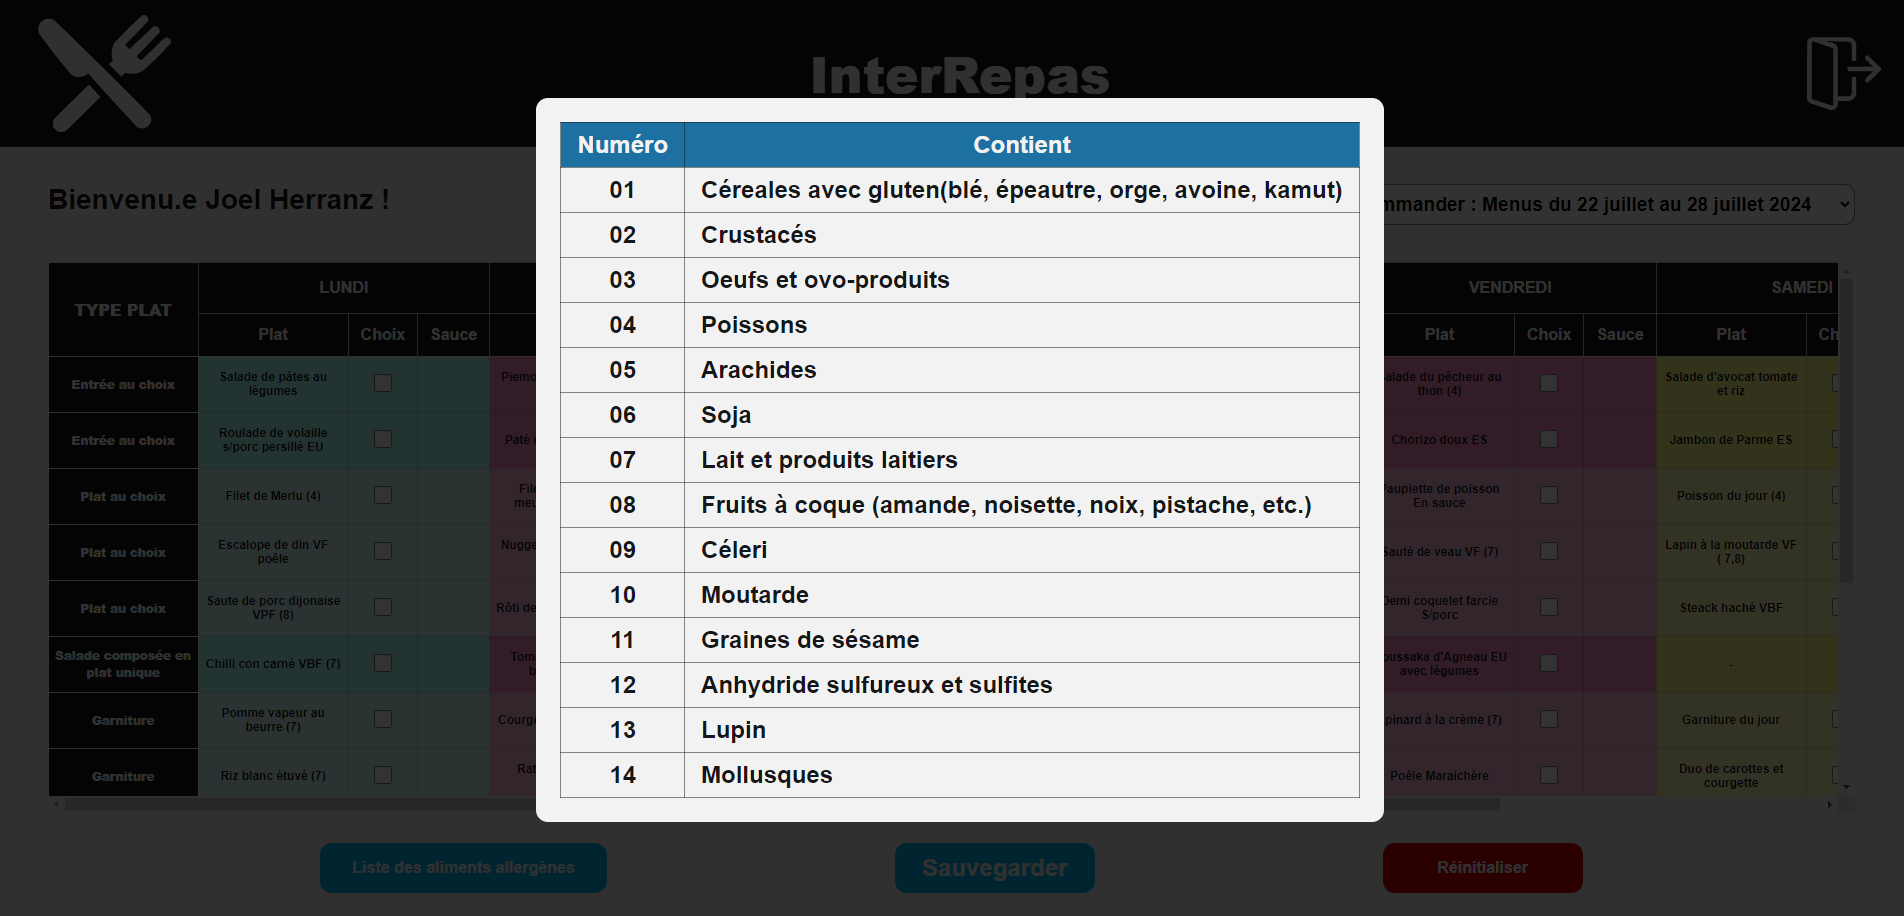 InterRepas
Bienvenu.e Joel Herranz !
mmander : Menus du 22 juillet au 28 juillet 2024
Numéro Contient
01 Céreales avec gluten(blé, épeautre, orge, avoine, kamut)
02 Crustacés
03 Oeufs et ovo-produits
04 Poissons
05 Arachides
06 Soja
07 Lait et produits laitiers
08 Fruits à coque (amande, noisette, noix, pistache, etc.)
09 Céleri
10 Moutarde
11 Graines de sésame
12 Anhydride sulfureux et sulfites
13 Lupin
14 Mollusques
TYPE PLAT LUNDI VENDREDI SAMEDI
Plat Choix Sauce Plat Choix Sauce Plat Ch
Entrée au choix
Salade de pâtes au
légumes
Piemo
alade du pêcheur au
thon (4)
Salade d'avocat tomate
et riz
Entrée au choix
Roulade de volaille
s/porc persillé EU
Paté
Chorizo doux ES
Jambon de Parme ES
Plat au choix
Filet de Merlu (4)
File
meu
aupiette de poisson
En sauce
Poisson du jour (4)
Plat au choix
Escalope de din VF
poêle
Nugge
auté de veau VF (7)
Lapin à la moutarde VF
( 7,8)
Plat au choix
Saute de porc dijonaise
VPF (8)
Rôti de
Demi coquelet farcie
S/porc
Steack haché VBF
Salade composée en
plat unique
Chilli con carné VBF (7)
Tom
b
oussaka d'Agneau EU
avec lègumes
-
Garniture
Pomme vapeur au
beurre (7)
Courge
pinard à la crème (7)
Garniture du jour
Garniture
Riz blanc étuvé (7)
Rat
Poêle Maraichère
Duo de carottes et
courgette
Liste des aliments allergènes
Sauvegarder
Réinitialiser